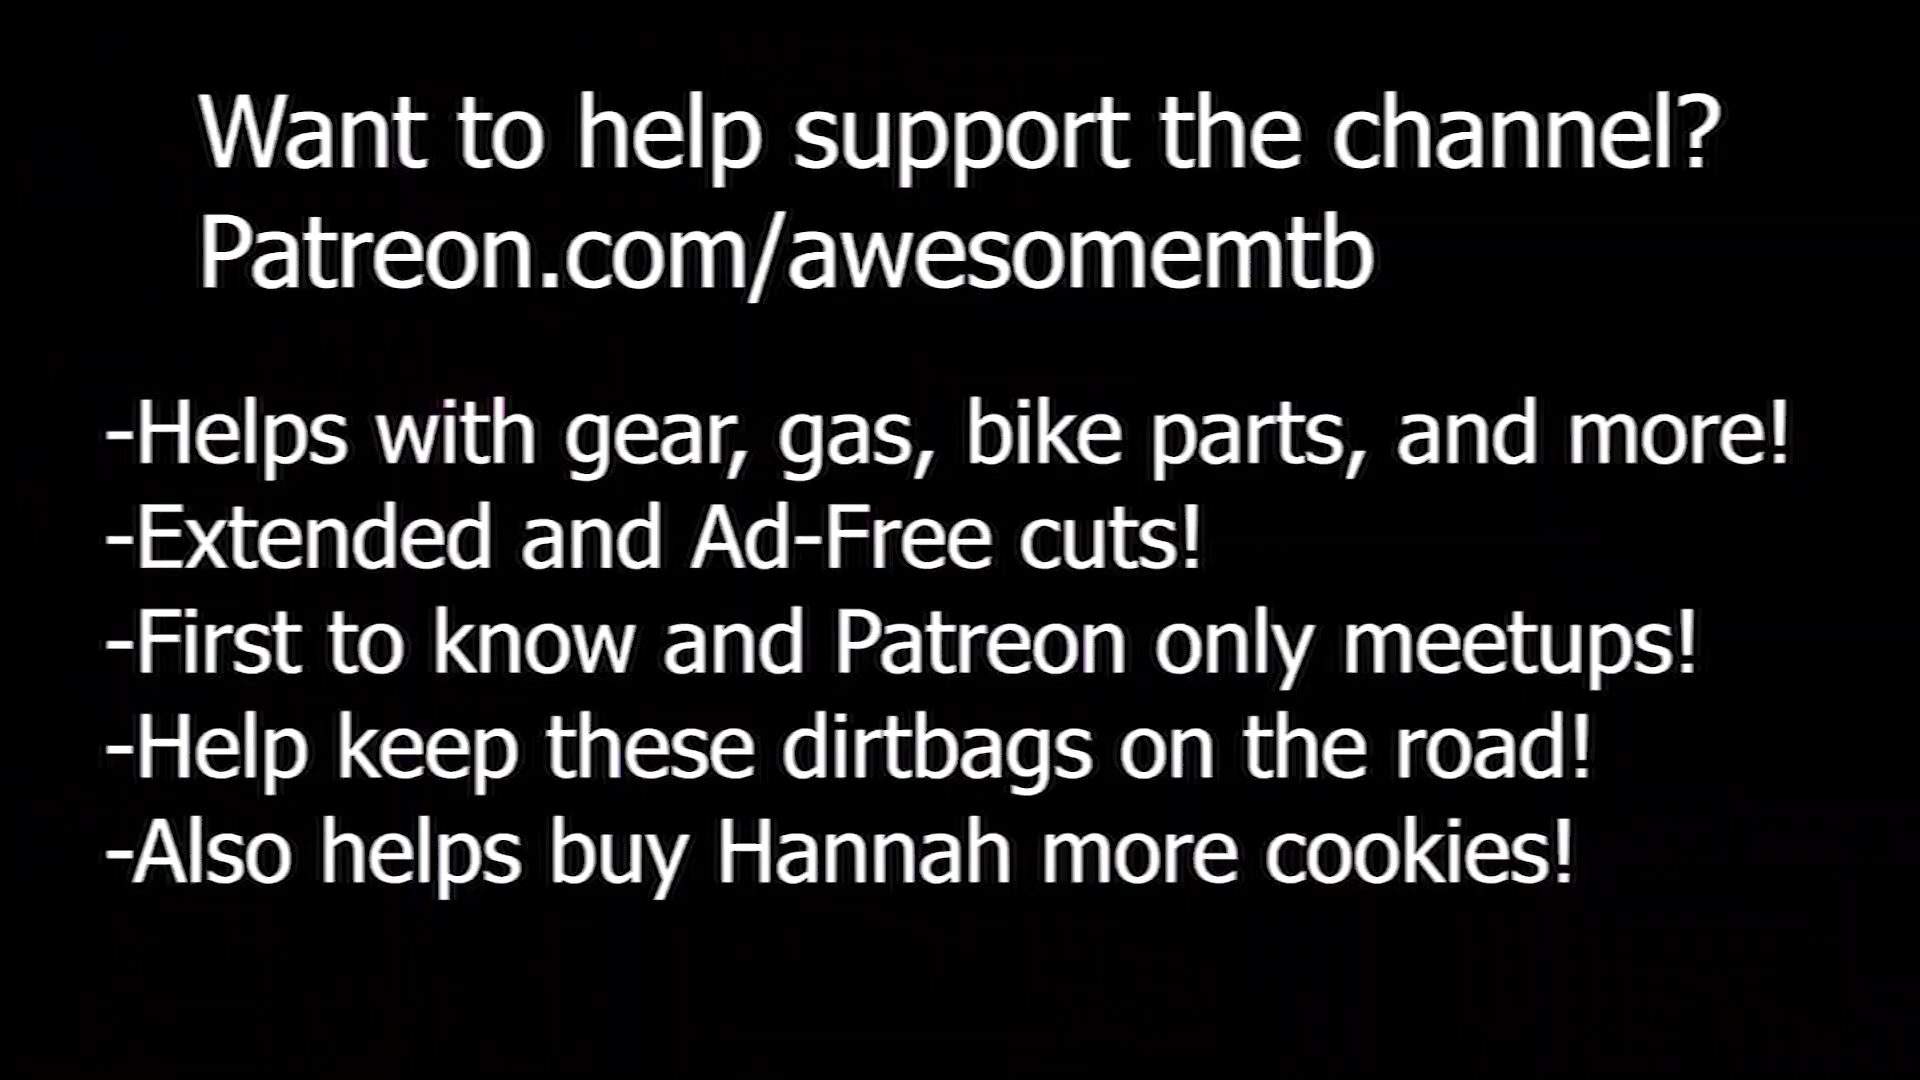 Want to help support the channel?
Patreon.com/awesomemtb
-Helps with gear, gas, bike parts, and more!
-Extended and Ad-Free cuts!
-First to know and Patreon only meetups!
-Help keep these dirtbags on the road!
-Also helps buy Hannah more cookies!